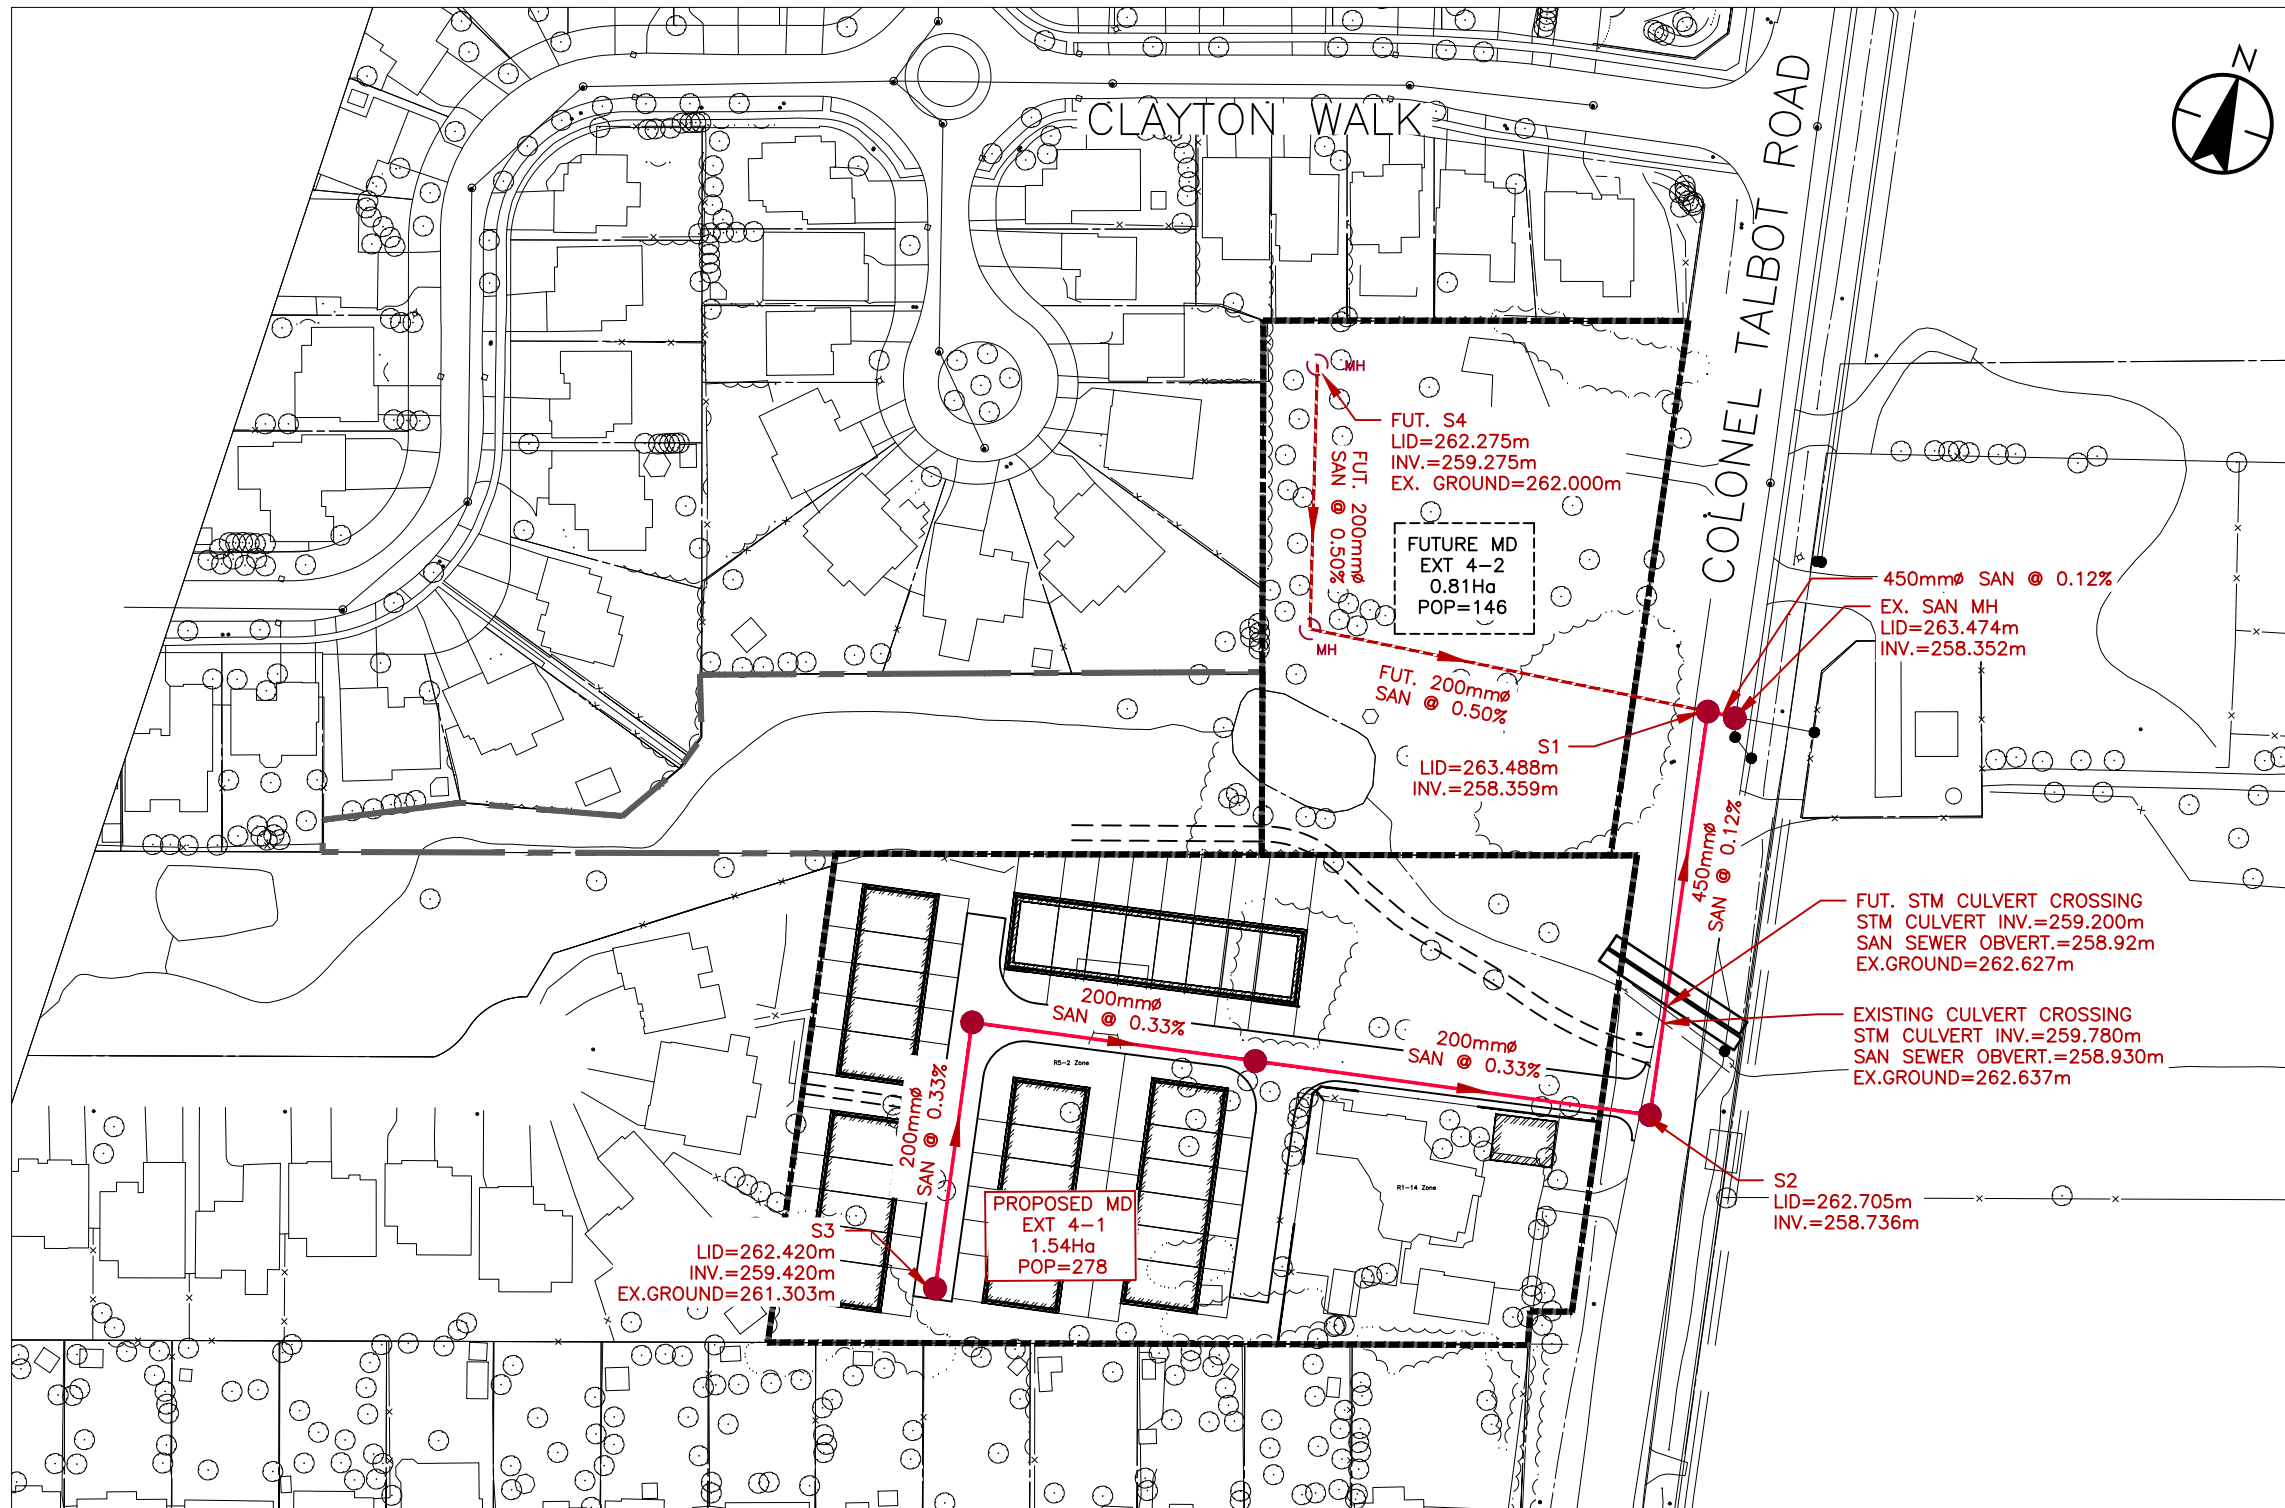 N
CLAYTON WALK
COLONEL TALBOT ROAD
MH
FUT. S4
LID=262.275m
INV.=259.275m
EX. GROUND=262.000m
FUT. 200mmø
SAN @ 0.50%
FUTURE MD
EXT 4-2
0.81Ha
POP=146
MH
FUT. 200mmø
SAN @ 0.50%
450mmø SAN @ 0.12%
EX. SAN MH
LID=263.474m
INV.=258.352m
S1
LID=263.488m
INV.=258.359m
450mmø
SAN @ 0.12%
FUT. STM CULVERT CROSSING
STM CULVERT INV.=259.200m
SAN SEWER OBVERT.=258.92m
EX.GROUND=262.627m
EXISTING CULVERT CROSSING
STM CULVERT INV.=259.780m
SAN SEWER OBVERT.=258.930m
EX.GROUND=262.637m
200mmø
SAN @ 0.33%
200mmø
SAN @ 0.33%
R5-2 Zone
200mmø
SAN @ 0.33%
PROPOSED MD
EXT 4-1
1.54Ha
POP=278
R1-14 Zone
S2
LID=262.705m
INV.=258.736m
S3
LID=262.420m
INV.=259.420m
EX.GROUND=261.303m